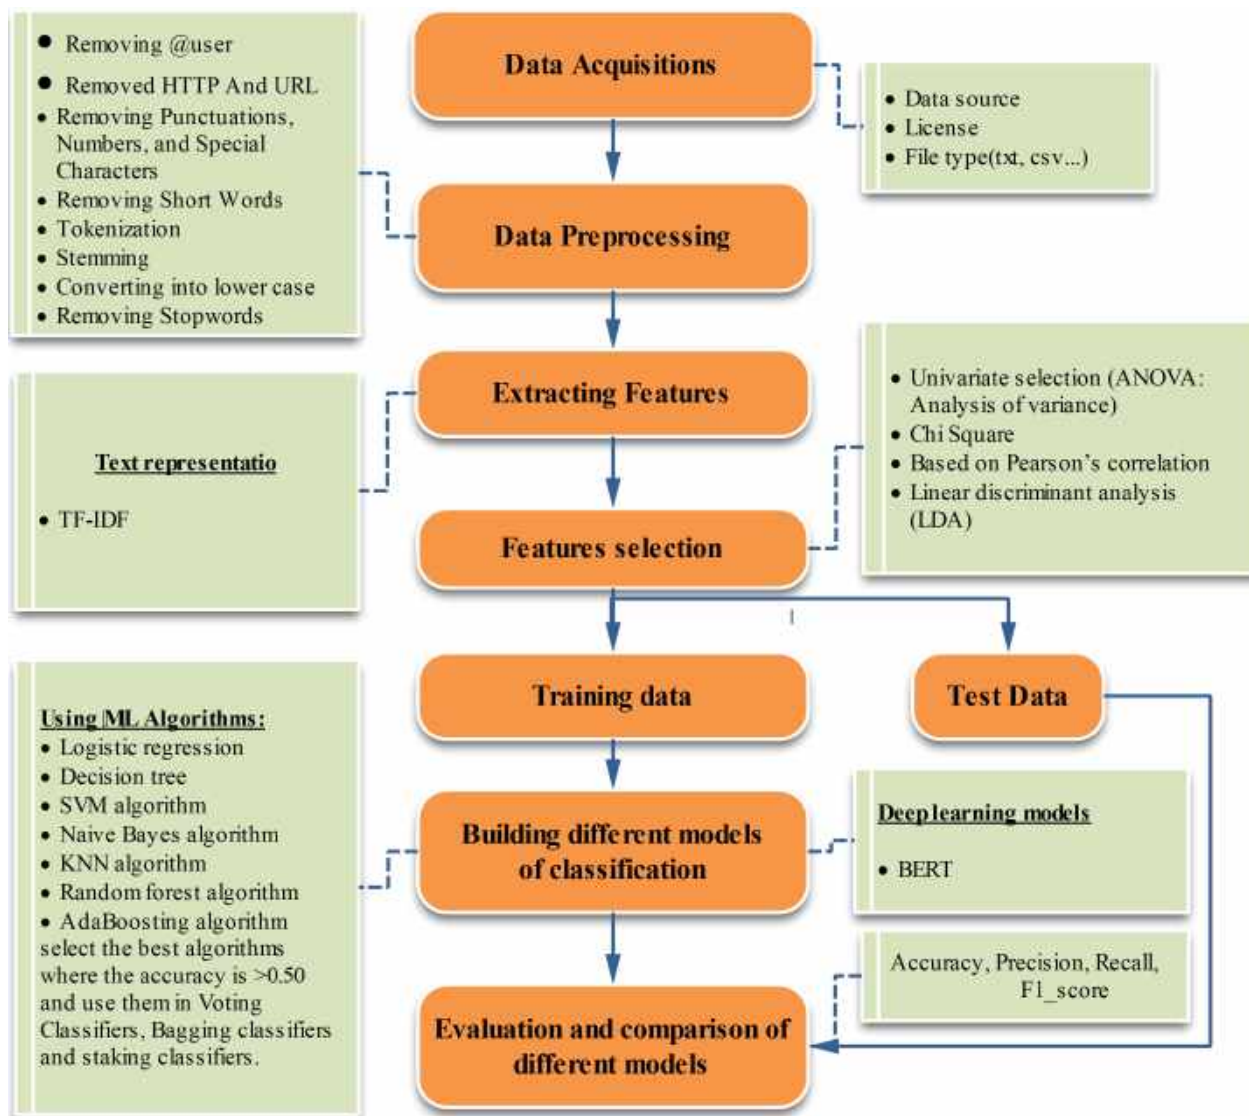 Removing @user
Removed HTTP And URL
Removing Punctuations,
Numbers, and Special
Characters
Removing Short Words
Tokenization
Stemming
Converting into lower case
Removing Stopwords
Data Acquisitions
Data source
License
File type(txt, csv...)
Data Preprocessing
Extracting Features
Text representatio
TF-IDF
Univariate selection (ANOVA:
Analysis of variance)
Chi Square
Based on Pearson's correlation
Linear discriminant analysis
(LDA)
Features selection
Training data
Test Data
Using ML Algorithms:
Logistic regression
Decision tree
SVM algorithm
Naive Bayes algorithm
KNN algorithm
Random forest algorithm
AdaBoosting algorithm
select the best algorithms
where the accuracy is >0.50
and use them in Voting
Classifiers, Bagging classifiers
and staking classifiers.
Building different models
of classification
Deep learning models
BERT
Accuracy, Precision, Recall,
F1_score
Evaluation and comparison of
different models